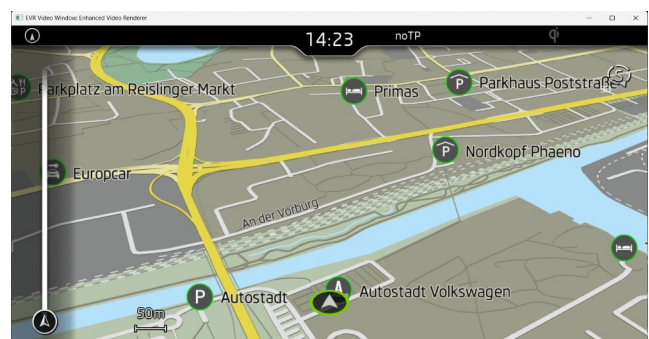 EVR Video Window: Enhanced Video Renderer
14:23
noTP
Parkplatz am Reislinger Markt
Primas
P
Parkhaus Poststraße
P
Nordkopf Phaeno
Europcar
An der Vorburg
P
Autostadt
Autostadt Volkswagen
50m